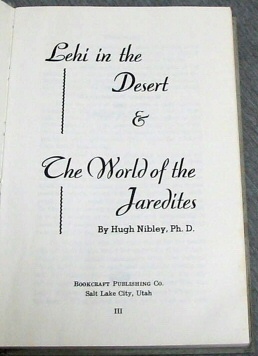 Lehi in the
Desert
&
The World of the
Jaredites
By Hugh Nibley, Ph. D.
Bookcraft Publishing Co.
Salt Lake City, Utah
III